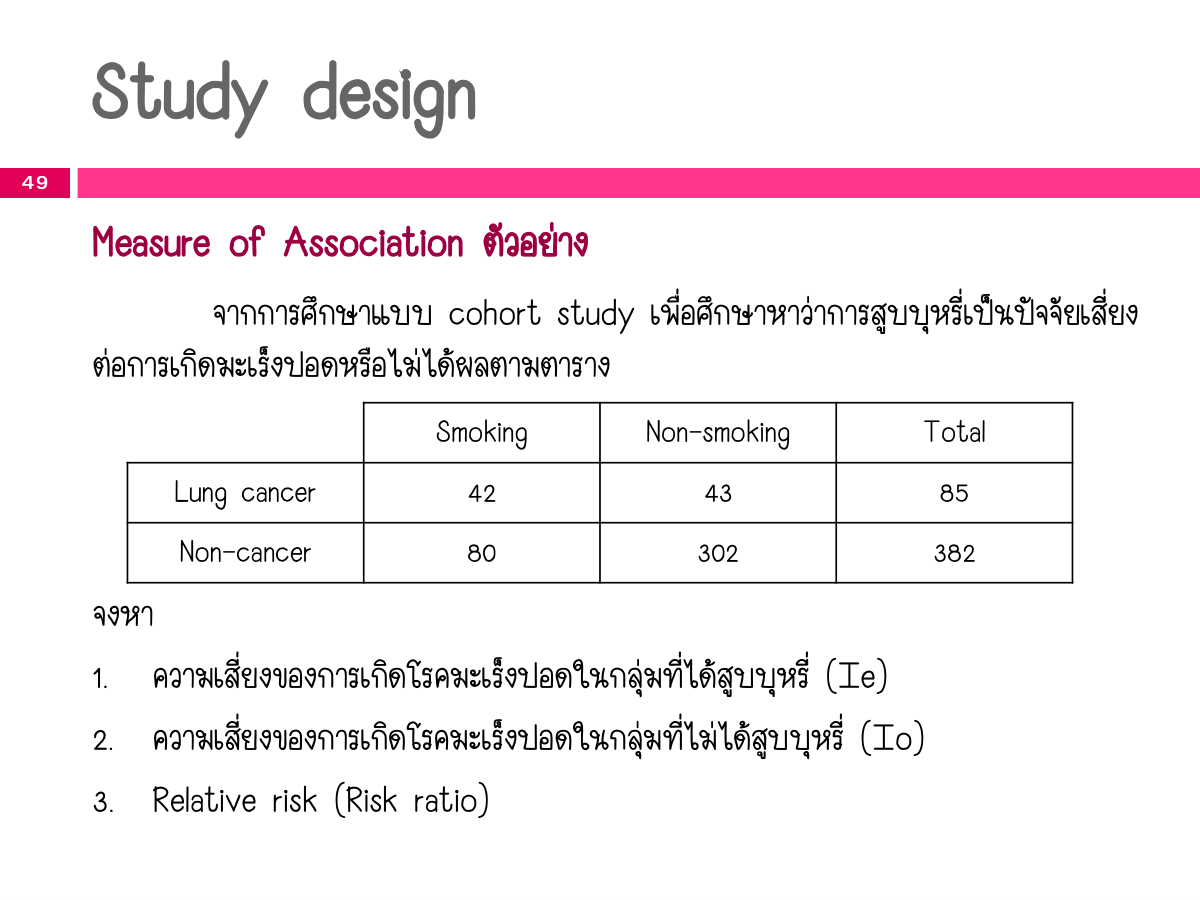 Study design
49
Measure of Association ตัวอย่าง
จากการศึกษาแบบ cohort study เพื่อศึกษาหาว่าการสูบบุหรี่เป็นปัจจัยเสี่ยง
ต่อการเกิดมะเร็งปอดหรือไม่ได้ผลตามตาราง
Smoking Non-smoking Total
Lung cancer 42 43 85
Non-cancer 80 302 382
จงหา
1. ความเสี่ยงของการเกิดโรคมะเร็งปอดในกลุ่มที่ได้สูบบุหรี่ (Ie)
2. ความเสี่ยงของการเกิดโรคมะเร็งปอดในกลุ่มที่ไม่ได้สูบบุหรี่ (Io)
3. Relative risk (Risk ratio)